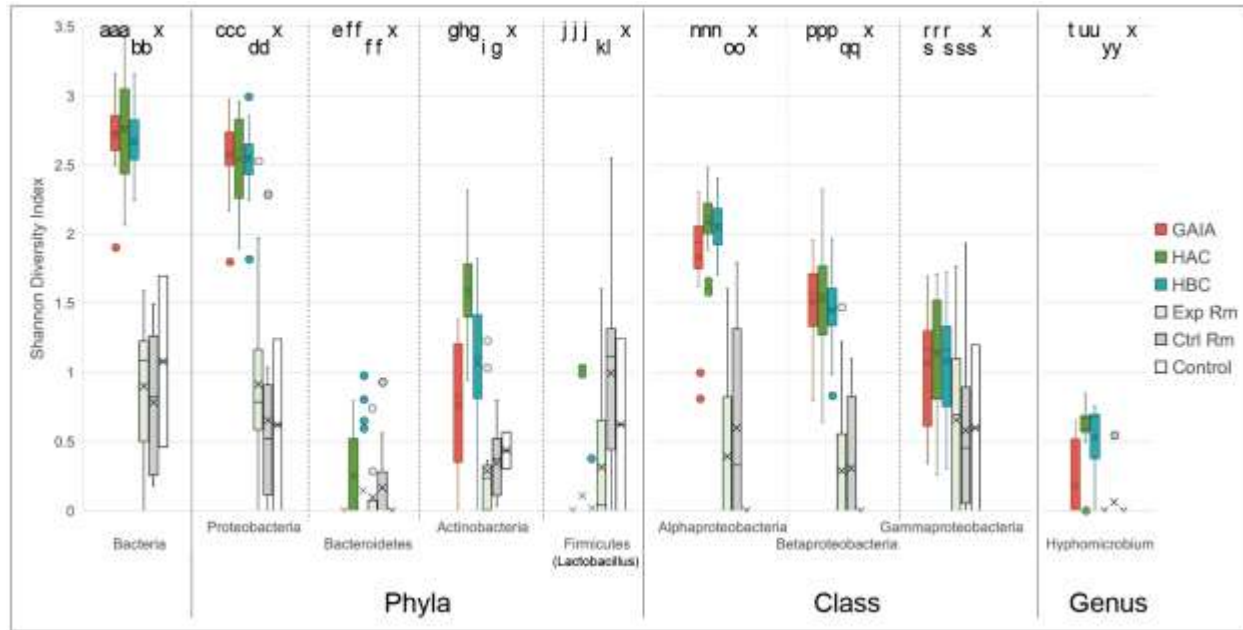 3.5
3
2.5
2
1.5
1
0.5
0
Shannon Diversity Index
aaa x
bb
ccc x
dd
eff x
ff
ghg x
ig
jjj x
kl
nnn x
oo
ppp x
qq
rrr x
s sss
tuu x
yy
GAIA
HAC
HBC
Exp Rm
Ctrl Rm
Control
Bacteria
Proteobacteria
Bacteroidetes
Actinobacteria
Firmicutes
(Lactobacillus)
Alphaproteobacteria
Betaproteobacteria
Gammaproteobacteria
Hyphomicrobium
Phyla
Class
Genus